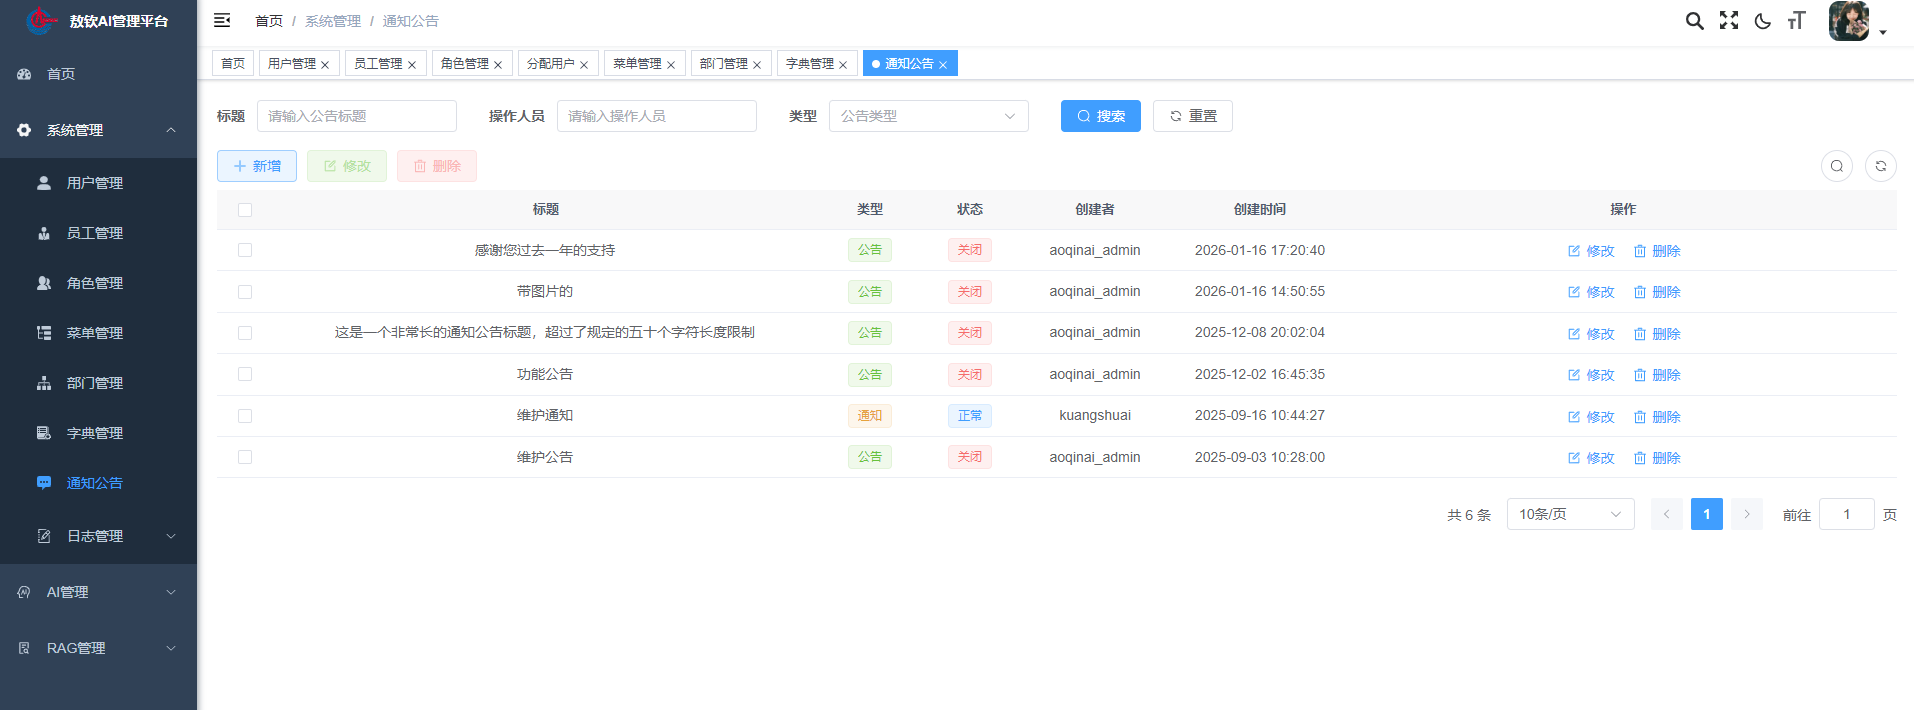 敖钦AI管理平台
首页
系统管理
用户管理
员工管理
角色管理
菜单管理
部门管理
字典管理
通知公告
日志管理
AI管理
RAG管理
首页 / 系统管理 / 通知公告
首页 用户管理 员工管理 角色管理 分配用户 菜单管理 部门管理 字典管理 通知公告
标题 请输入公告标题 操作人员 请输入操作人员 类型 公告类型 搜索 重置
新增 修改 删除
标题 类型 状态 创建者 创建时间 操作
感谢您过去一年的支持 公告 关闭 aoqinai_admin 2026-01-16 17:20:40 修改 删除
带图片的 公告 关闭 aoqinai_admin 2026-01-16 14:50:55 修改 删除
这是一个非常长的通知公告标题，超过了规定的五十个字符长度限制 公告 关闭 aoqinai_admin 2025-12-08 20:02:04 修改 删除
功能公告 公告 关闭 aoqinai_admin 2025-12-02 16:45:35 修改 删除
维护通知 通知 正常 kuangshuai 2025-09-16 10:44:27 修改 删除
维护公告 公告 关闭 aoqinai_admin 2025-09-03 10:28:00 修改 删除
共 6 条 10条/页 1 前往 1 页